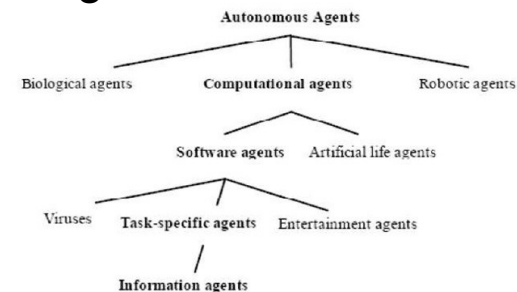 Autonomous Agents
Biological agents Computational agents Robotic agents
Software agents Artificial life agents
Viruses Task-specific agents Entertainment agents
Information agents